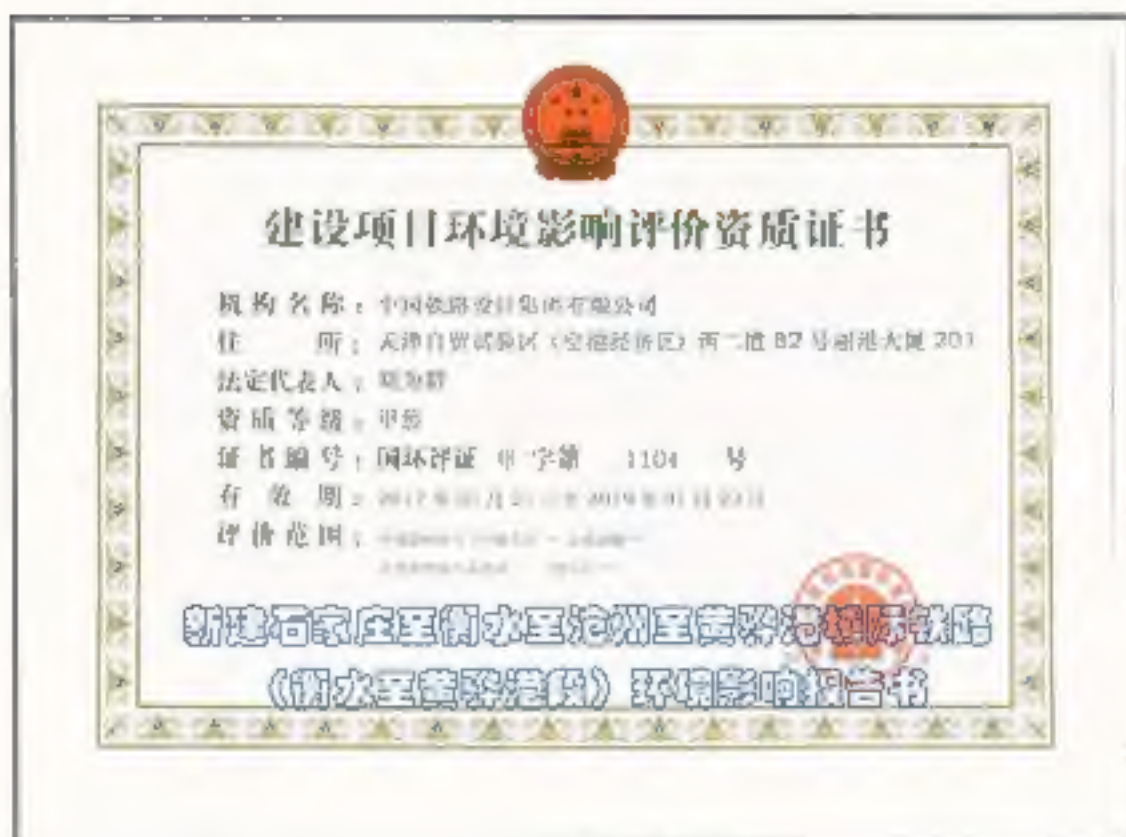 建设项目环境影响评价资质证书
机构名称：中国铁路设计集团有限公司
住 所：天津自贸试验区（空港经济区）西二道 82 号丽港大厦 201
法定代表人：
资质等级：甲级
证书编号：国环评证 甲 字第 1104 号
有效期：
评价范围：
新建石家庄至衡水至沧州至黄骅港城际铁路
（衡水至黄骅港段）环境影响报告书